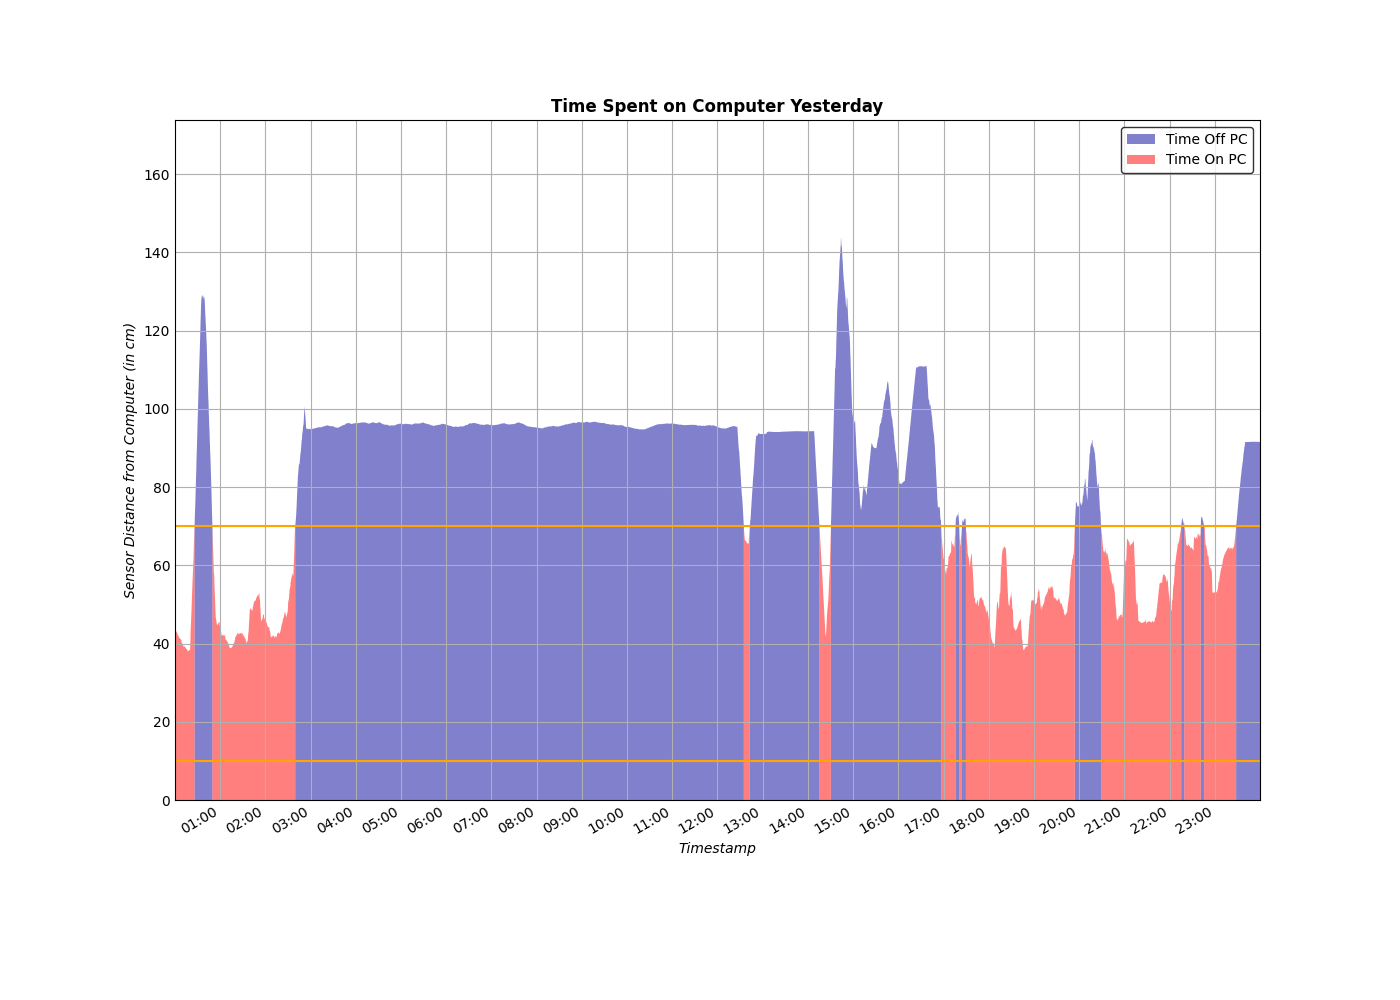 Time Spent on Computer Yesterday
Time Off PC
Time On PC
Sensor Distance from Computer (in cm)
160
140
120
100
80
60
40
20
0
01:00 02:00 03:00 04:00 05:00 06:00 07:00 08:00 09:00 10:00 11:00 12:00 13:00 14:00 15:00 16:00 17:00 18:00 19:00 20:00 21:00 22:00 23:00
Timestamp